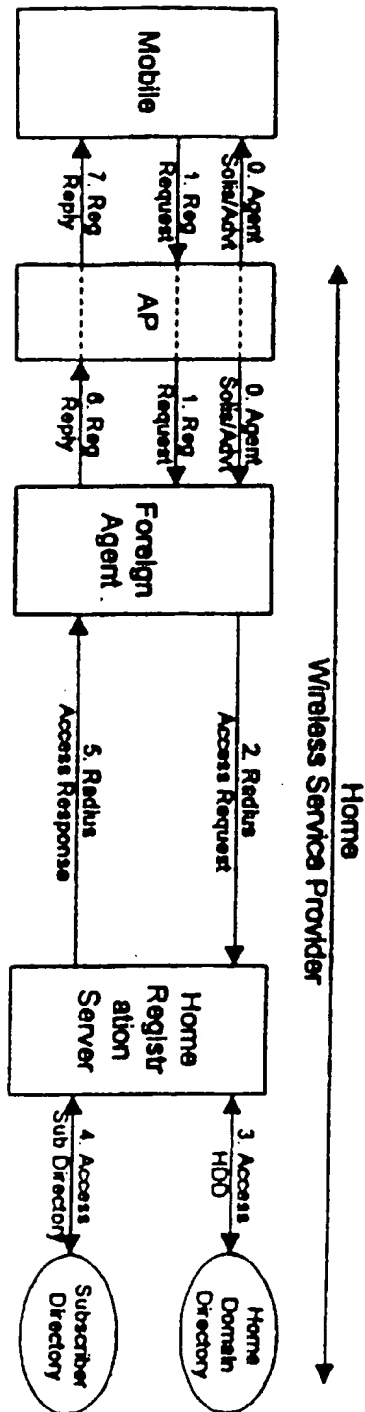 Home
Wireless Service Provider
Mobile
0. Agent
Solis/Advt
1. Reg
Request
7. Reg
Reply
AP
0. Agent
Solis/Advt
1. Reg
Request
6. Reg
Reply
Foreign
Agent
2. Radius
Access Request
5. Radius
Access Response
Home
Registr
ation
Server
3. Access
HDD
4. Access
Sub Directory
Home
Domain
Directory
Subscriber
Directory